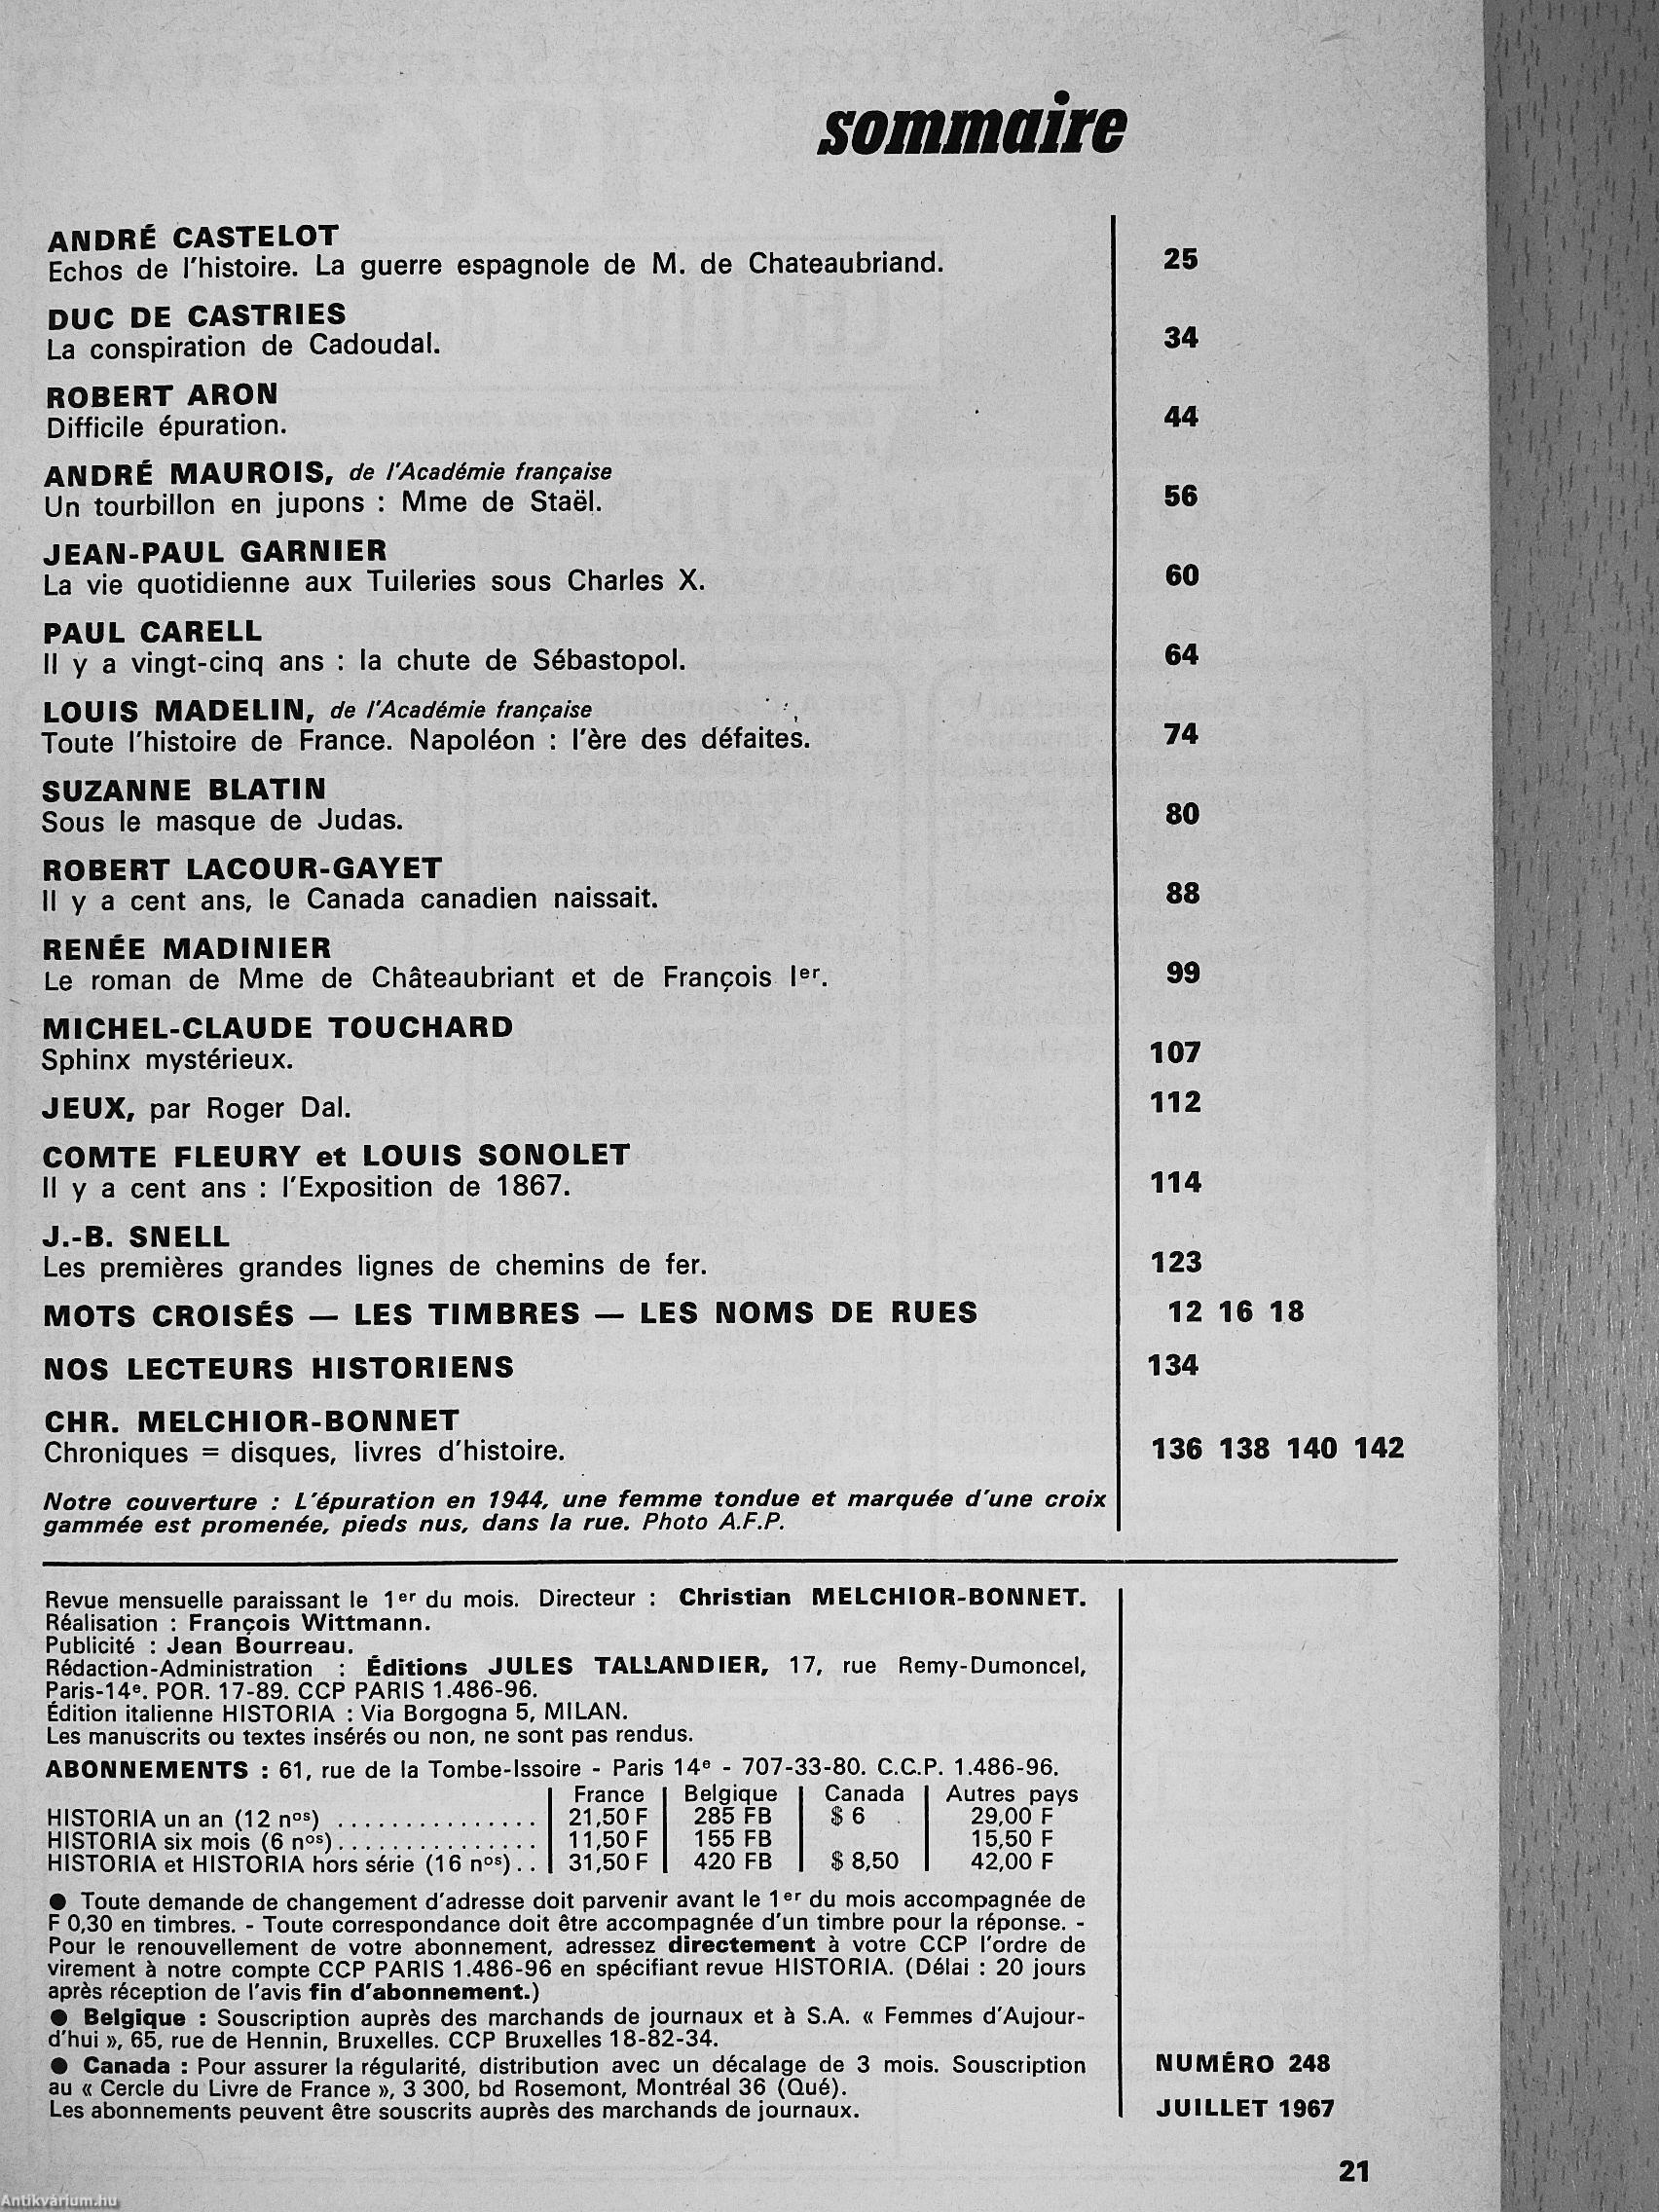 sommaire
ANDRÉ CASTELOT
Echos de l'histoire. La guerre espagnole de M. de Chateaubriand. 25
DUC DE CASTRIES
La conspiration de Cadoudal. 34
ROBERT ARON
Difficile épuration. 44
ANDRÉ MAUROIS, de l'Académie française
Un tourbillon en jupons : Mme de Staël. 56
JEAN-PAUL GARNIER
La vie quotidienne aux Tuileries sous Charles X. 60
PAUL CARELL
Il y a vingt-cinq ans : la chute de Sébastopol. 64
LOUIS MADELIN, de l'Académie française
Toute l'histoire de France. Napoléon : l'ère des défaites. 74
SUZANNE BLATIN
Sous le masque de Judas. 80
ROBERT LACOUR-GAYET
Il y a cent ans, le Canada canadien naissait. 88
RENÉE MADINIER
Le roman de Mme de Châteaubriant et de François Ier. 99
MICHEL-CLAUDE TOUCHARD
Sphinx mystérieux. 107
JEUX, par Roger Dal. 112
COMTE FLEURY et LOUIS SONOLET
Il y a cent ans : l'Exposition de 1867. 114
J.-B. SNELL
Les premières grandes lignes de chemins de fer. 123
MOTS CROISÉS — LES TIMBRES — LES NOMS DE RUES 12 16 18
NOS LECTEURS HISTORIENS 134
CHR. MELCHIOR-BONNET
Chroniques = disques, livres d'histoire. 136 138 140 142
Notre couverture : L'épuration en 1944, une femme tondue et marquée d'une croix
gammée est promenée, pieds nus, dans la rue. Photo A.F.P.
Revue mensuelle paraissant le 1er du mois. Directeur : Christian MELCHIOR-BONNET.
Réalisation : François Wittmann.
Publicité : Jean Bourreau.
Rédaction-Administration : Éditions JULES TALLANDIER, 17, rue Remy-Dumoncel,
Paris-14e. POR. 17-89. CCP PARIS 1.486-96.
Édition italienne HISTORIA : Via Borgogna 5, MILAN.
Les manuscrits ou textes insérés ou non, ne sont pas rendus.
ABONNEMENTS : 61, rue de la Tombe-Issoire - Paris 14e - 707-33-80. C.C.P. 1.486-96.
France Belgique Canada Autres pays
HISTORIA un an (12 nos) ............... 21,50 F 285 FB $ 6 29,00 F
HISTORIA six mois (6 nos)............... 11,50 F 155 FB 15,50 F
HISTORIA et HISTORIA hors série (16 nos).. 31,50 F 420 FB $ 8,50 42,00 F
● Toute demande de changement d'adresse doit parvenir avant le 1er du mois accompagnée de
F 0,30 en timbres. - Toute correspondance doit être accompagnée d'un timbre pour la réponse. -
Pour le renouvellement de votre abonnement, adressez directement à votre CCP l'ordre de
virement à notre compte CCP PARIS 1.486-96 en spécifiant revue HISTORIA. (Délai : 20 jours
après réception de l'avis fin d'abonnement.)
● Belgique : Souscription auprès des marchands de journaux et à S.A. « Femmes d'Aujour-
d'hui », 65, rue de Hennin, Bruxelles. CCP Bruxelles 18-82-34.
● Canada : Pour assurer la régularité, distribution avec un décalage de 3 mois. Souscription
au « Cercle du Livre de France », 3 300, bd Rosemont, Montréal 36 (Qué).
Les abonnements peuvent être souscrits auprès des marchands de journaux.
NUMÉRO 248
JUILLET 1967
21
Antikvárium.hu